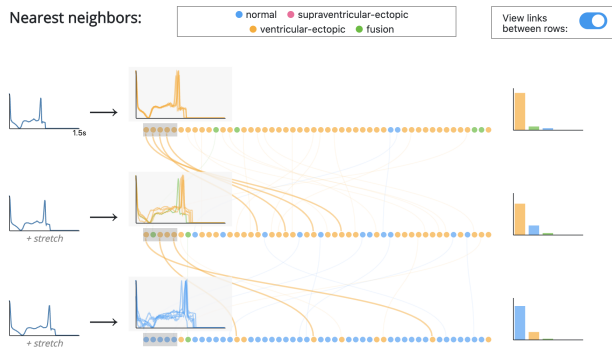 Nearest neighbors:
normal
supraventricular-ectopic
ventricular-ectopic
fusion
View links
between rows:
1.5s
+ stretch
+ stretch